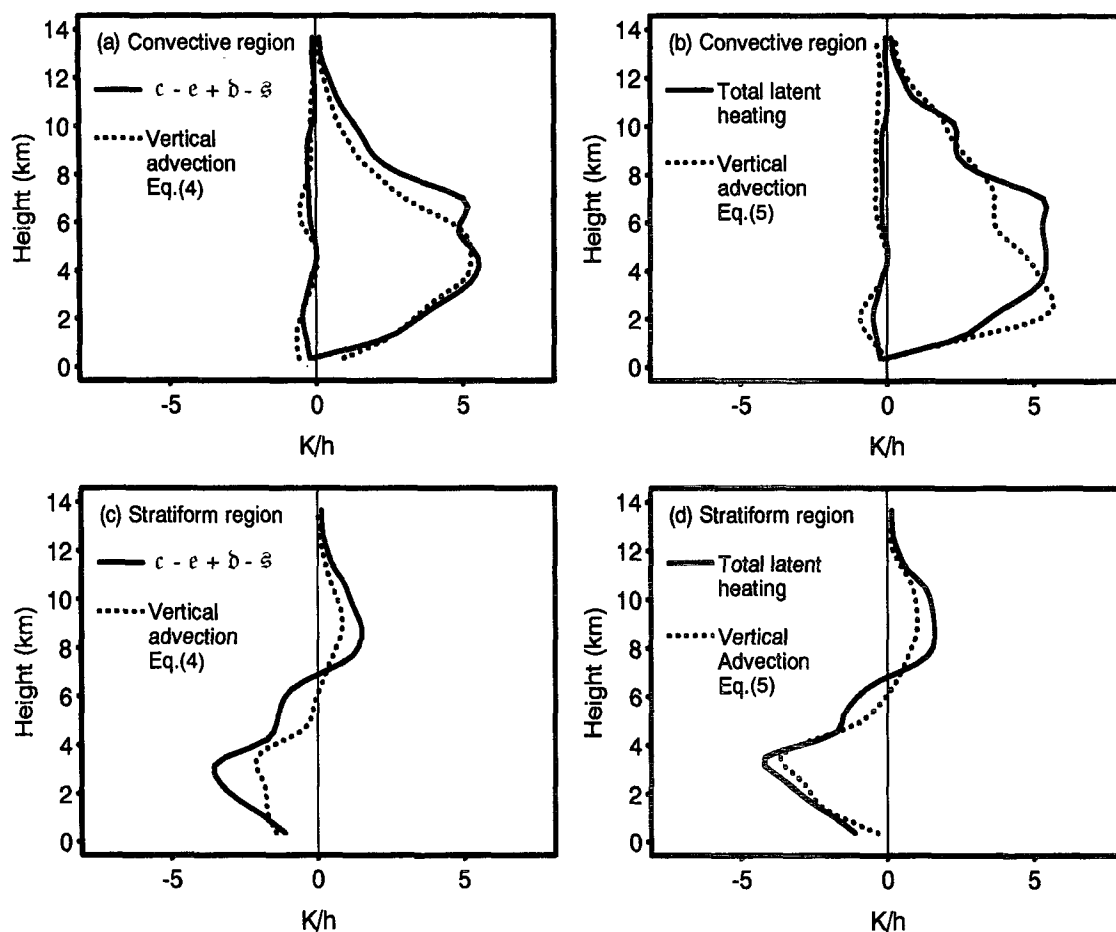 (a) Convective region
𝔠 - 𝔢 + 𝔡 - 𝔰
Vertical
advection
Eq.(4)
Height (km)
14
12
10
8
6
4
2
0
-5
0
5
K/h
(b) Convective region
Total latent
heating
Vertical
advection
Eq.(5)
Height (km)
14
12
10
8
6
4
2
0
-5
0
5
K/h
(c) Stratiform region
𝔠 - 𝔢 + 𝔡 - 𝔰
Vertical
advection
Eq.(4)
Height (km)
14
12
10
8
6
4
2
0
-5
0
5
K/h
(d) Stratiform region
Total latent
heating
Vertical
Advection
Eq.(5)
Height (km)
14
12
10
8
6
4
2
0
-5
0
5
K/h